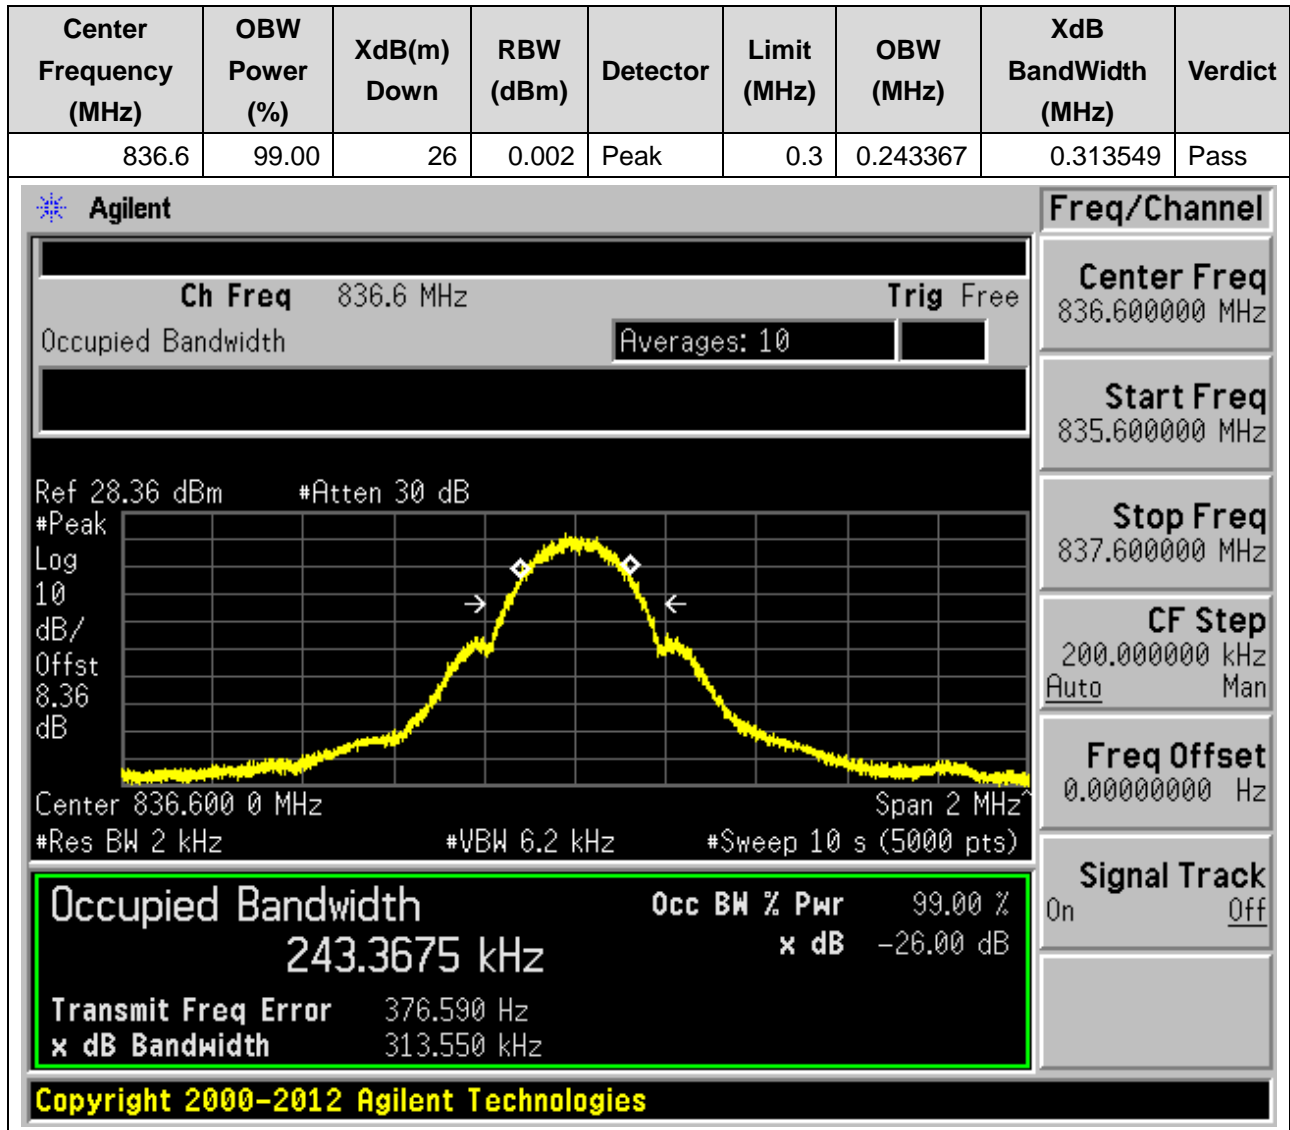 Center Frequency (MHz) OBW Power (%) XdB(m) Down RBW (dBm) Detector Limit (MHz) OBW (MHz) XdB BandWidth (MHz) Verdict
836.6 99.00 26 0.002 Peak 0.3 0.243367 0.313549 Pass
Agilent
Freq/Channel
Ch Freq 836.6 MHz Trig Free
Occupied Bandwidth Averages: 10
Ref 28.36 dBm #Atten 30 dB
#Peak
Log
10
dB/
Offst
8.36
dB
Center 836.600 0 MHz Span 2 MHz^
#Res BW 2 kHz #VBW 6.2 kHz #Sweep 10 s (5000 pts)
Occupied Bandwidth Occ BW % Pwr 99.00 %
243.3675 kHz x dB -26.00 dB
Transmit Freq Error 376.590 Hz
x dB Bandwidth 313.550 kHz
Center Freq
836.600000 MHz
Start Freq
835.600000 MHz
Stop Freq
837.600000 MHz
CF Step
200.000000 kHz
Auto Man
Freq Offset
0.00000000 Hz
Signal Track
On Off
Copyright 2000-2012 Agilent Technologies